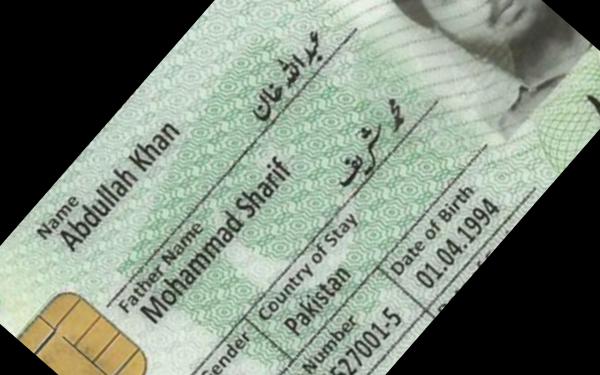 Name
Abdullah Khan
عبداللہ خان
Father Name
Mohammad Sharif
محمد شریف
Gender
Country of Stay
Pakistan
Number
527001-5
Date of Birth
01.04.1994